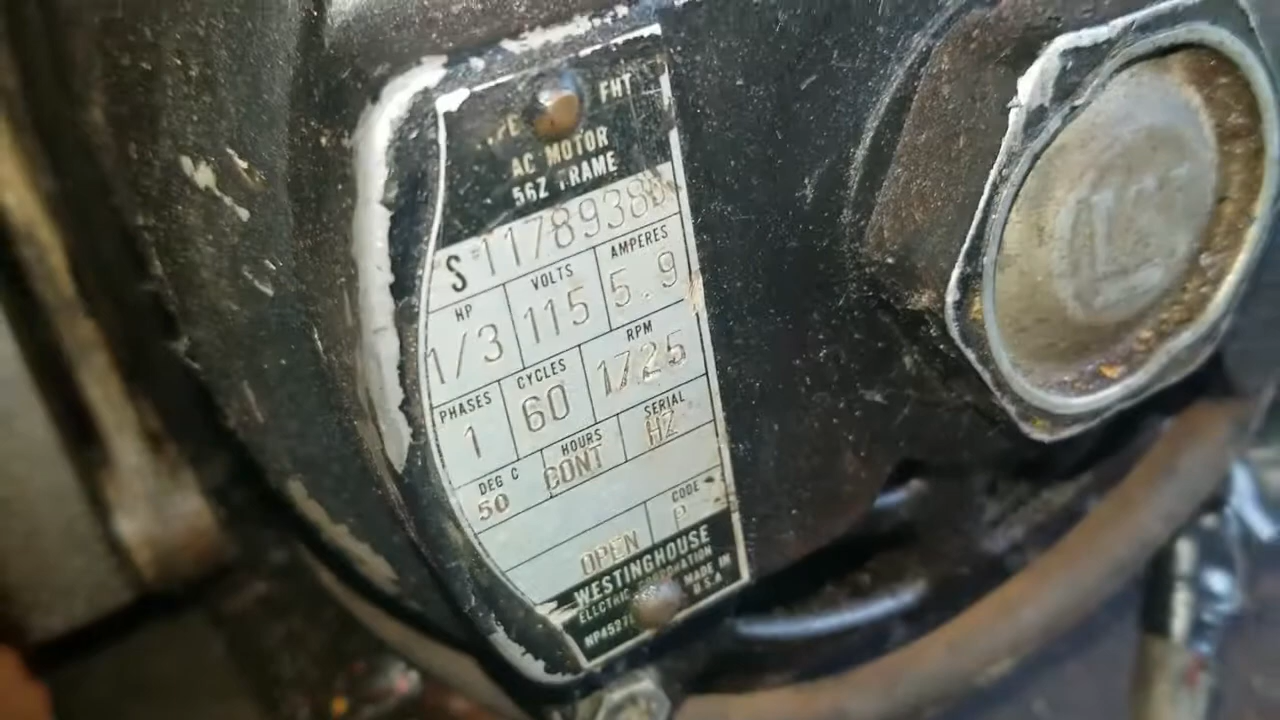 FHT
AC MOTOR
56Z FRAME
S#
HP VOLTS AMPERES
1/3 115 5.9
PHASES CYCLES RPM
1 60 1725
DEG C HOURS SERIAL
50 CONT HZ
CODE
OPEN P
WESTINGHOUSE
ELECTRIC CORPORATION
MADE IN
U.S.A